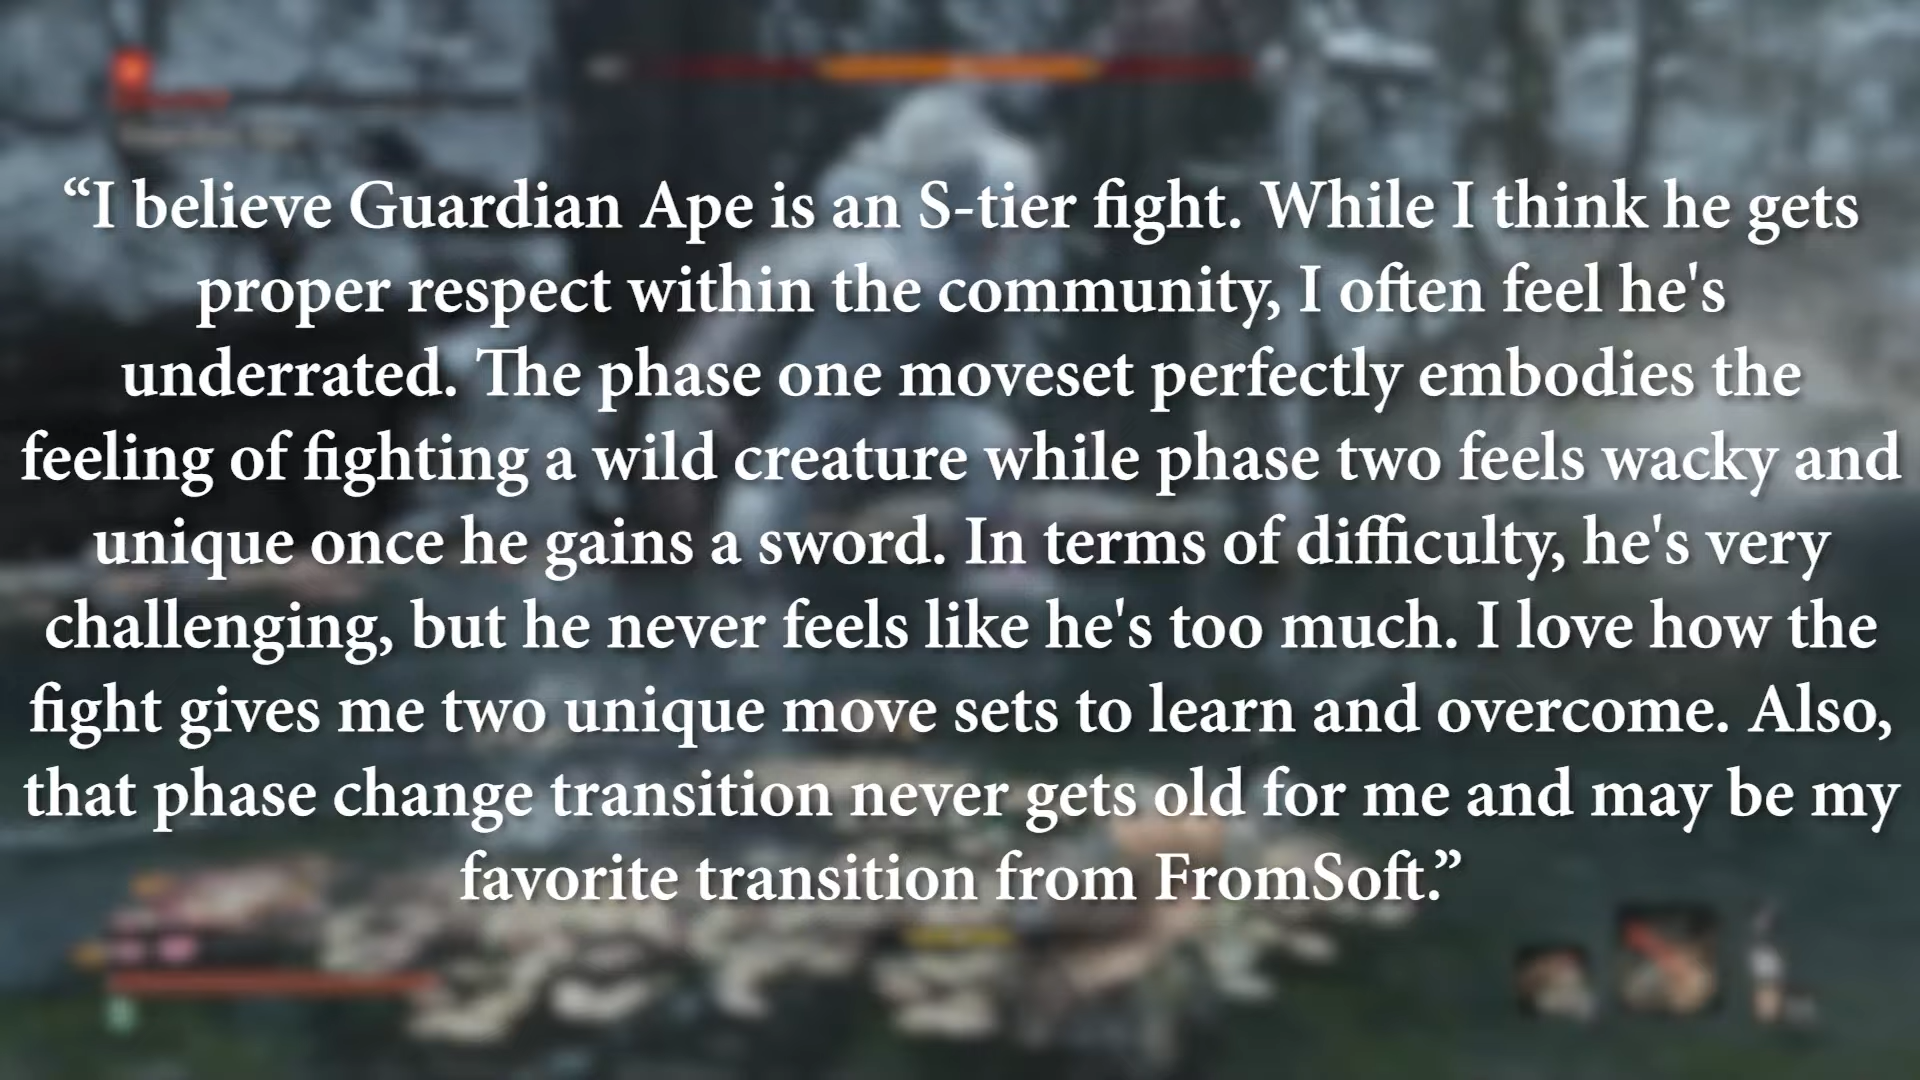 “I believe Guardian Ape is an S-tier fight. While I think he gets
proper respect within the community, I often feel he's
underrated. The phase one moveset perfectly embodies the
feeling of fighting a wild creature while phase two feels wacky and
unique once he gains a sword. In terms of difficulty, he's very
challenging, but he never feels like he's too much. I love how the
fight gives me two unique move sets to learn and overcome. Also,
that phase change transition never gets old for me and may be my
favorite transition from FromSoft.”